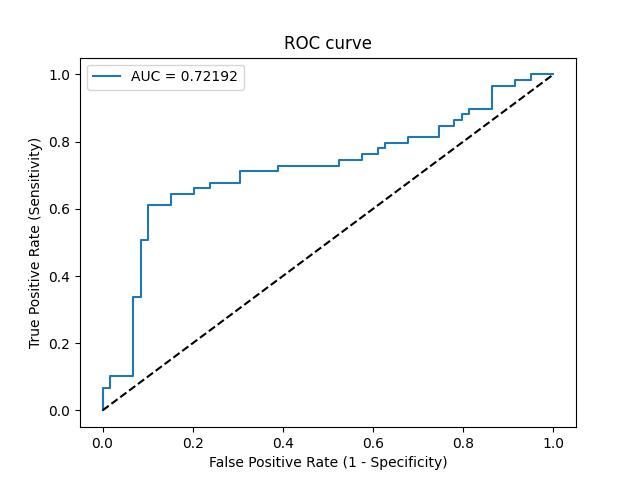 ROC curve
AUC = 0.72192
True Positive Rate (Sensitivity)
1.0
0.8
0.6
0.4
0.2
0.0
0.0 0.2 0.4 0.6 0.8 1.0
False Positive Rate (1 - Specificity)